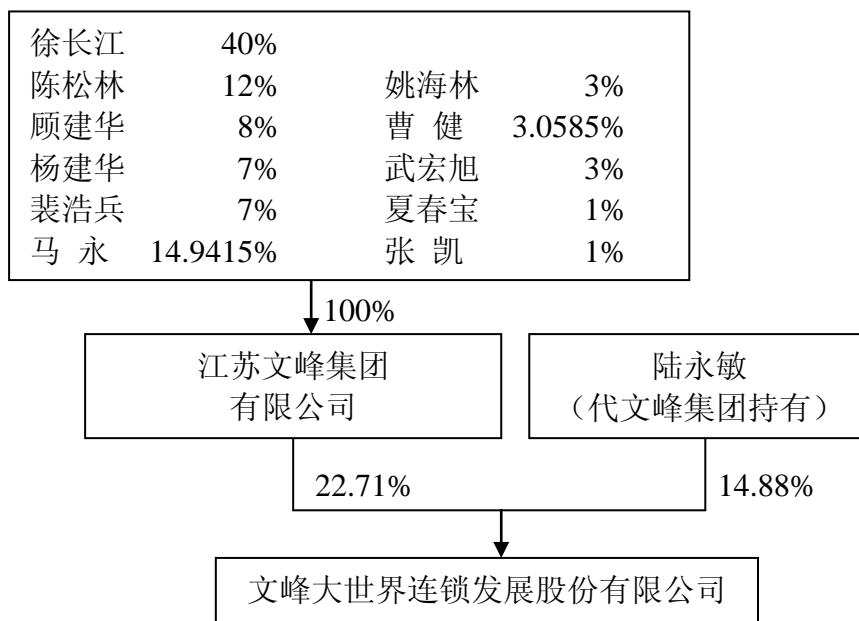 徐长江 40%
陈松林 12% 姚海林 3%
顾建华 8% 曹 健 3.0585%
杨建华 7% 武宏旭 3%
裴浩兵 7% 夏春宝 1%
马 永 14.9415% 张 凯 1%
100%
江苏文峰集团
有限公司
陆永敏
（代文峰集团持有）
22.71%
14.88%
文峰大世界连锁发展股份有限公司